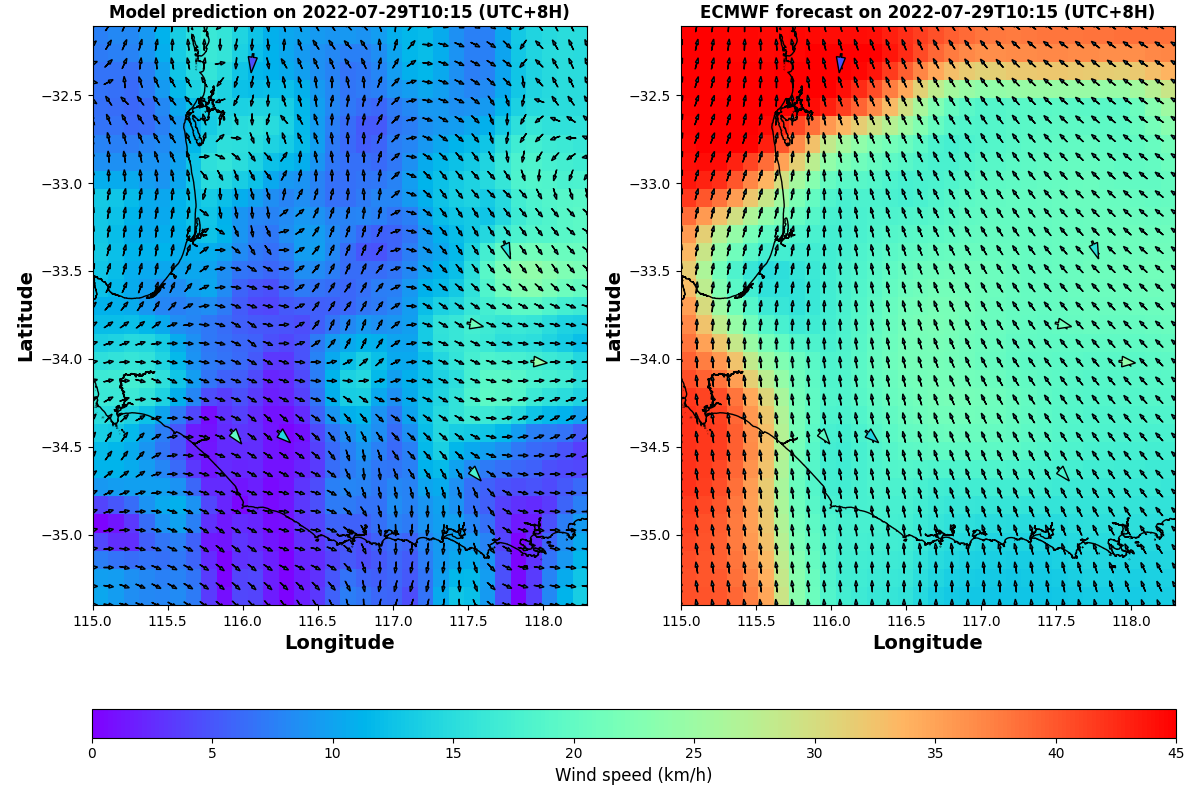 Model prediction on 2022-07-29T10:15 (UTC+8H)
ECMWF forecast on 2022-07-29T10:15 (UTC+8H)
−32.5
−33.0
−33.5
−34.0
−34.5
−35.0
Latitude
115.0 115.5 116.0 116.5 117.0 117.5 118.0
Longitude
−32.5
−33.0
−33.5
−34.0
−34.5
−35.0
Latitude
115.0 115.5 116.0 116.5 117.0 117.5 118.0
Longitude
0 5 10 15 20 25 30 35 40 45
Wind speed (km/h)